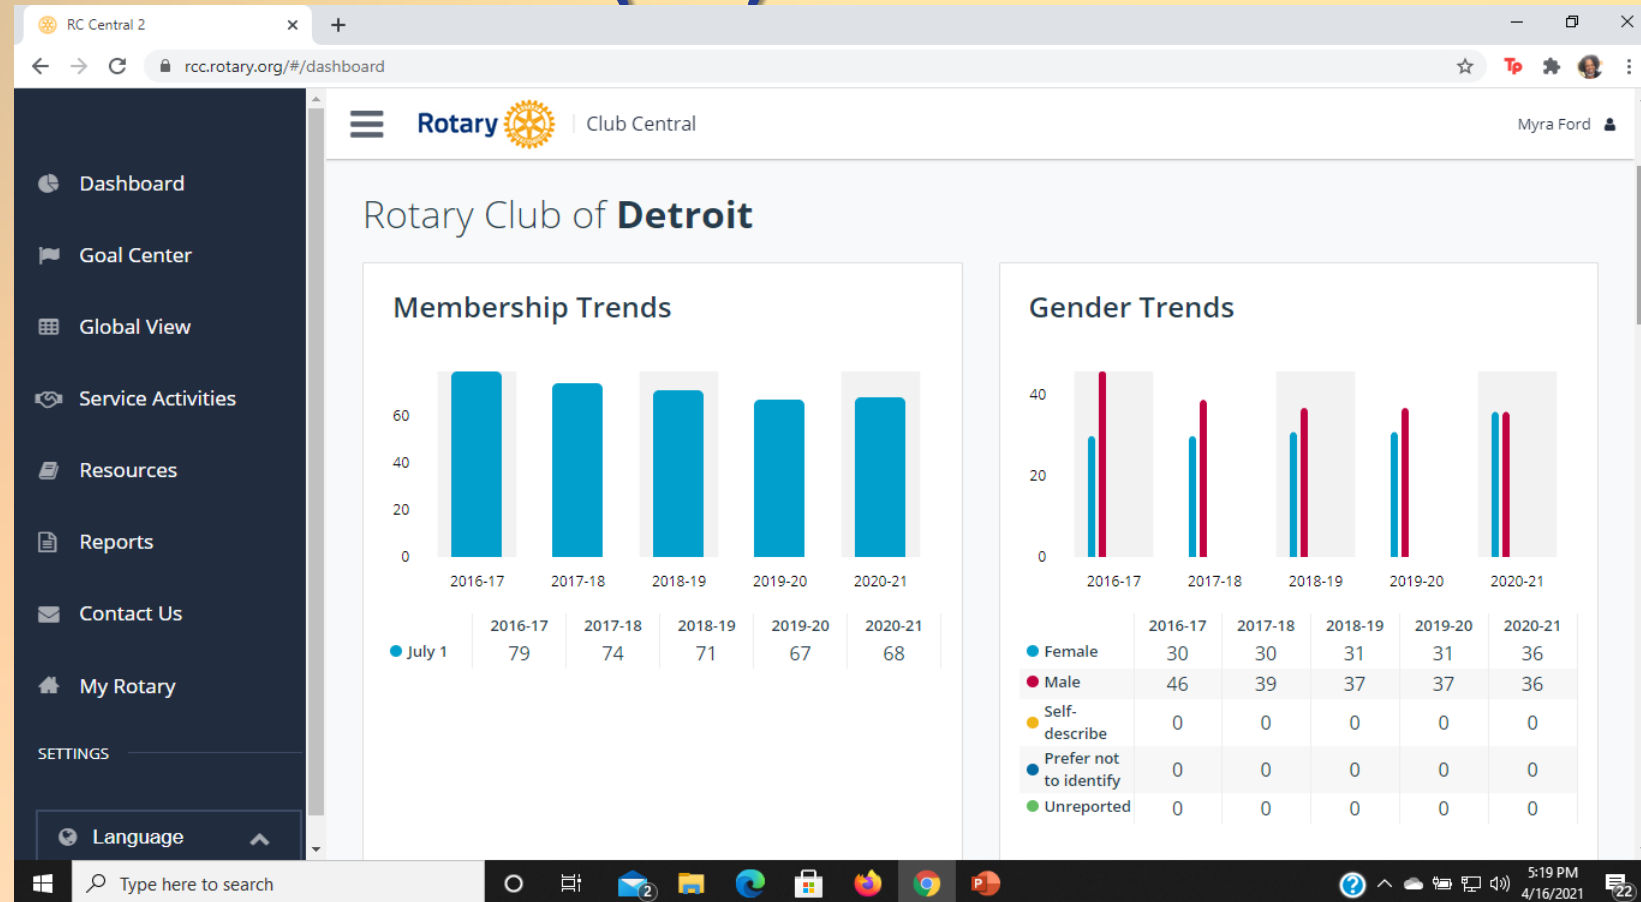 RC Central 2
rcc.rotary.org/#/dashboard
Tp
Rotary Club Central
Myra Ford
Dashboard
Goal Center
Global View
Service Activities
Resources
Reports
Contact Us
My Rotary
SETTINGS
Language
Rotary Club of Detroit
Membership Trends
60
40
20
0
2016-17 2017-18 2018-19 2019-20 2020-21
2016-17 2017-18 2018-19 2019-20 2020-21
July 1 79 74 71 67 68
Gender Trends
40
20
0
2016-17 2017-18 2018-19 2019-20 2020-21
2016-17 2017-18 2018-19 2019-20 2020-21
Female 30 30 31 31 36
Male 46 39 37 37 36
Self-
describe 0 0 0 0 0
Prefer not
to identify 0 0 0 0 0
Unreported 0 0 0 0 0
Type here to search
2
5:19 PM
4/16/2021
22